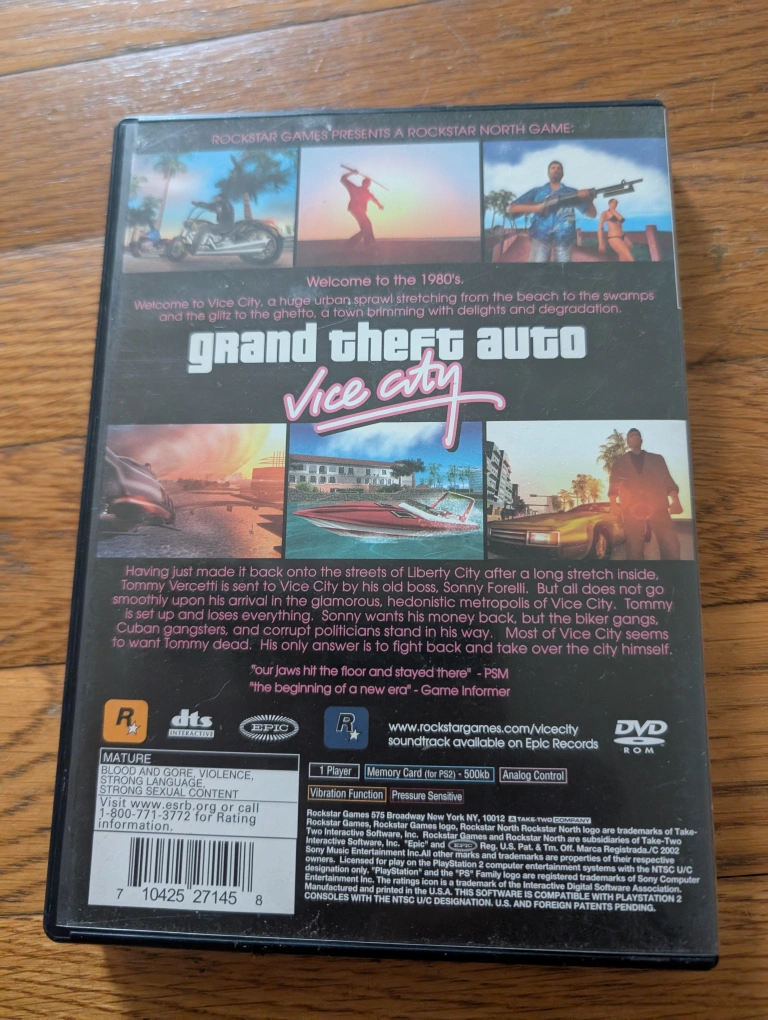 ROCKSTAR GAMES PRESENTS A ROCKSTAR NORTH GAME:
Welcome to the 1980's.
Welcome to Vice City, a huge urban sprawl stretching from the beach to the swamps
and the glitz to the ghetto, a town brimming with delights and degradation.
grand theft auto
Vice City
Having just made it back onto the streets of Liberty City after a long stretch inside,
Tommy Vercetti is sent to Vice City by his old boss, Sonny Forelli. But all does not go
smoothly upon his arrival in the glamorous, hedonistic metropolis of Vice City. Tommy
is set up and loses everything. Sonny wants his money back, but the biker gangs,
Cuban gangsters, and corrupt politicians stand in his way. Most of Vice City seems
to want Tommy dead. His only answer is to fight back and take over the city himself.
"our jaws hit the floor and stayed there" - PSM
"the beginning of a new era" - Game Informer
R
dts
INTERACTIVE
EPIC
R
www.rockstargames.com/vicecity
soundtrack available on Epic Records
DVD
ROM
MATURE
BLOOD AND GORE, VIOLENCE,
STRONG LANGUAGE,
STRONG SEXUAL CONTENT
Visit www.esrb.org or call
1-800-771-3772 for Rating
information.
7 10425 27145 8
1 Player
Memory Card (for PS2) - 500kb
Analog Control
Vibration Function
Pressure Sensitive
Rockstar Games 575 Broadway New York NY, 10012 A TAKE-TWO COMPANY
Rockstar Games, Rockstar Games logo, Rockstar North Rockstar North logo are trademarks of Take-
Two Interactive Software, Inc. Rockstar Games and Rockstar North are subsidiaries of Take-Two
Interactive Software, Inc. "Epic" and EPIC Reg. U.S. Pat. & Tm. Off. Marca Registrada./C 2002
Sony Music Entertainment Inc.All other marks and trademarks are properties of their respective
owners. Licensed for play on the PlayStation 2 computer entertainment systems with the NTSC U/C
designation only. "PlayStation" and the "PS" Family logo are registered trademarks of Sony Computer
Entertainment Inc. The ratings icon is a trademark of the Interactive Digital Software Association.
Manufactured and printed in the U.S.A. THIS SOFTWARE IS COMPATIBLE WITH PLAYSTATION 2
CONSOLES WITH THE NTSC U/C DESIGNATION. U.S. AND FOREIGN PATENTS PENDING.